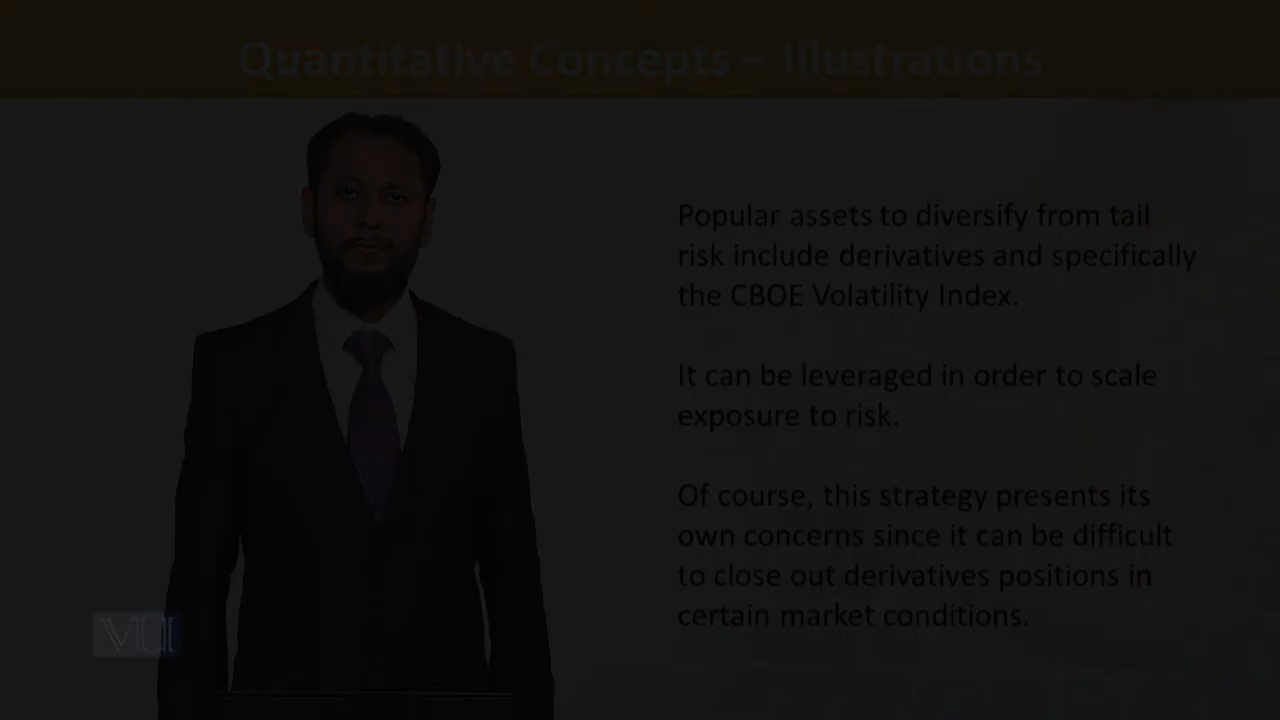 Quantitative Concepts – Illustrations
Popular assets to diversify from tail
risk include derivatives and specifically
the CBOE Volatility Index.
It can be leveraged in order to scale
exposure to risk.
Of course, this strategy presents its
own concerns since it can be difficult
to close out derivatives positions in
certain market conditions.
VU